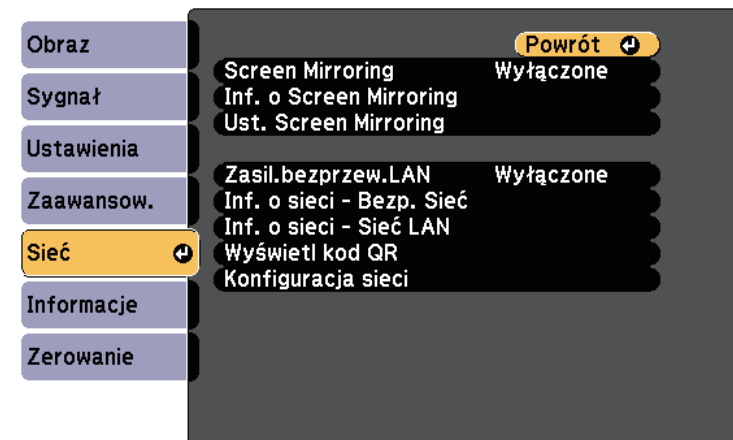 Obraz
Sygnał
Ustawienia
Zaawansow.
Sieć
Informacje
Zerowanie
Powrót
Screen Mirroring Wyłączone
Inf. o Screen Mirroring
Ust. Screen Mirroring
Zasil.bezprzew.LAN Wyłączone
Inf. o sieci - Bezp. Sieć
Inf. o sieci - Sieć LAN
Wyświetl kod QR
Konfiguracja sieci